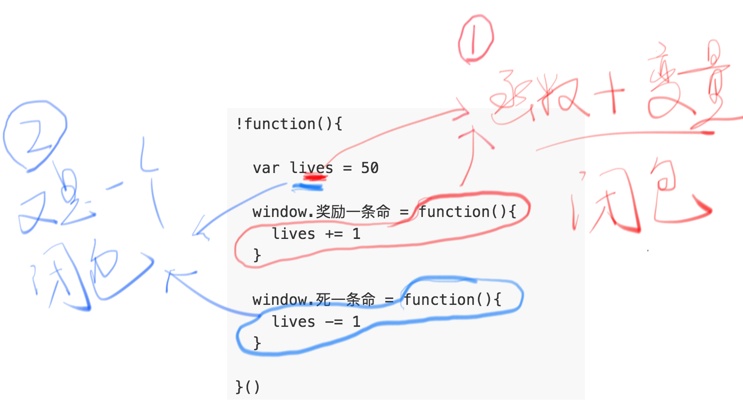 ①
函数+变量
闭包
②
又是一个
闭包
!function(){
var lives = 50
window.奖励一条命 = function(){
lives += 1
}
window.死一条命 = function(){
lives -= 1
}
}()